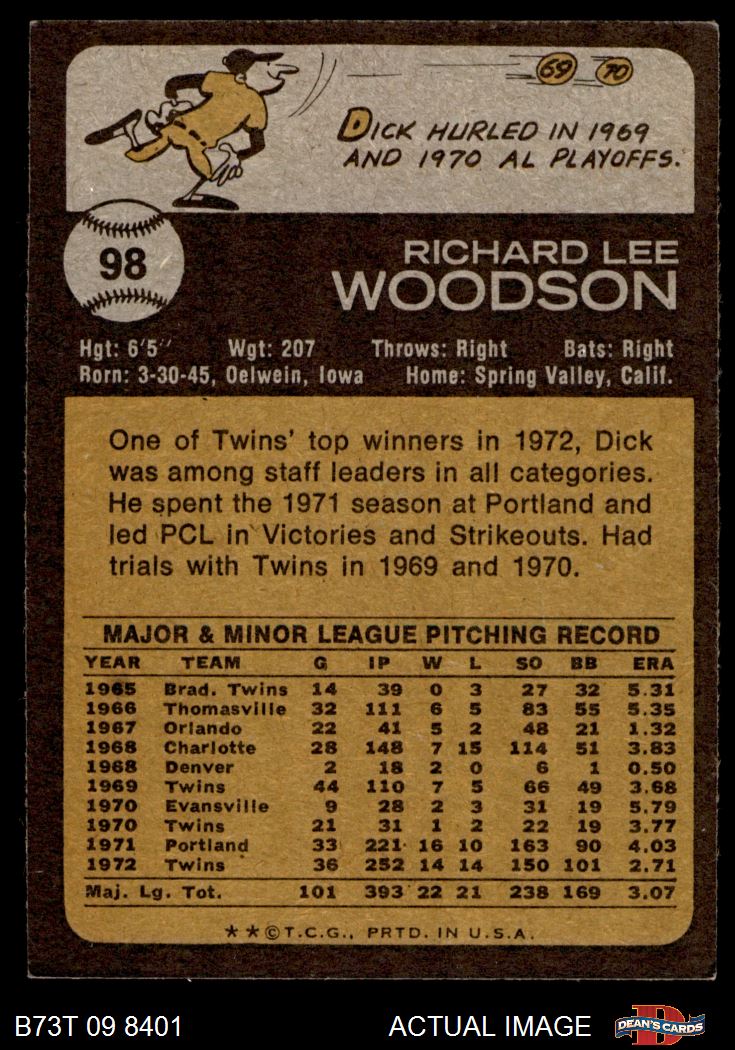 69 70
DICK HURLED IN 1969
AND 1970 AL PLAYOFFS.
98
RICHARD LEE
WOODSON
Hgt: 6'5" Wgt: 207 Throws: Right Bats: Right
Rorn: 3-30-45, Oelwein, Iowa Home: Spring Valley, Calif.
One of Twins' top winners in 1972, Dick
was among staff leaders in all categories.
He spent the 1971 season at Portland and
led PCL in Victories and Strikeouts. Had
trials with Twins in 1969 and 1970.
MAJOR & MINOR LEAGUE PITCHING RECORD
YEAR TEAM G IP W L SO BB ERA
1965 Brad. Twins 14 39 0 3 27 32 5.31
1966 Thomasville 32 111 6 5 83 55 5.35
1967 Orlando 22 41 5 2 48 21 1.32
1968 Charlotte 28 148 7 15 114 51 3.83
1968 Denver 2 18 2 0 6 1 0.50
1969 Twins 44 110 7 5 66 49 3.68
1970 Evansville 9 28 2 3 31 19 5.79
1970 Twins 21 31 1 2 22 19 3.77
1971 Portland 33 221 16 10 163 90 4.03
1972 Twins 36 252 14 14 150 101 2.71
Maj. Lg. Tot. 101 393 22 21 238 169 3.07
**©T.C.G., PRTD. IN U.S.A.
B73T 09 8401 ACTUAL IMAGE D DEAN'S CARDS